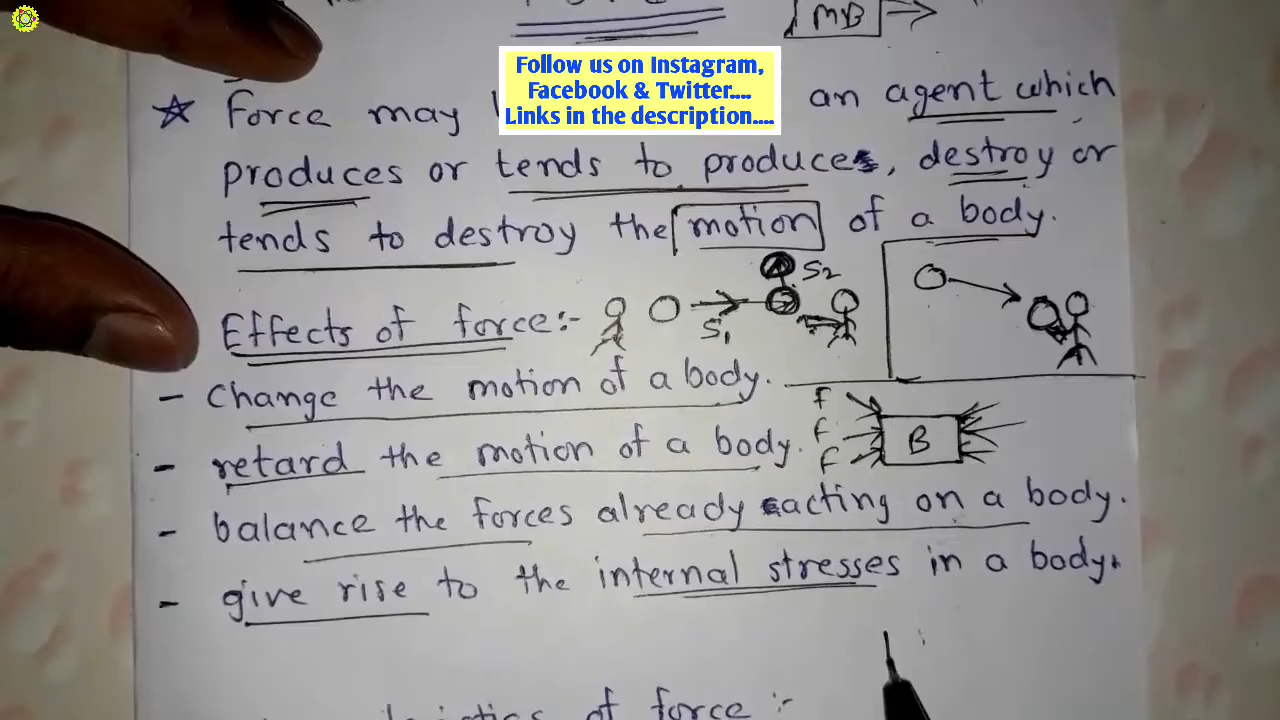 MB
Follow us on Instagram,
Facebook & Twitter....
Links in the description....
☆ Force may an agent which
produces or tends to produce, destroy or
tends to destroy the motion of a body.
S2
Effects of force:-
S1
- Change the motion of a body.
F
- retard the motion of a body.
F
F
B
- balance the forces already acting on a body.
- give rise to the internal stresses in a body.
of force :-